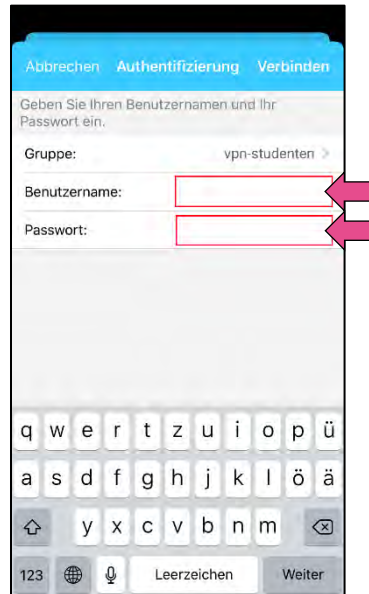 Abbrechen Authentifizierung Verbinden
Geben Sie Ihren Benutzernamen und Ihr
Passwort ein.
Gruppe: vpn-studenten >
Benutzername:
Passwort:
q w e r t z u i o p ü
a s d f g h j k l ö ä
y x c v b n m
123 Leerzeichen Weiter